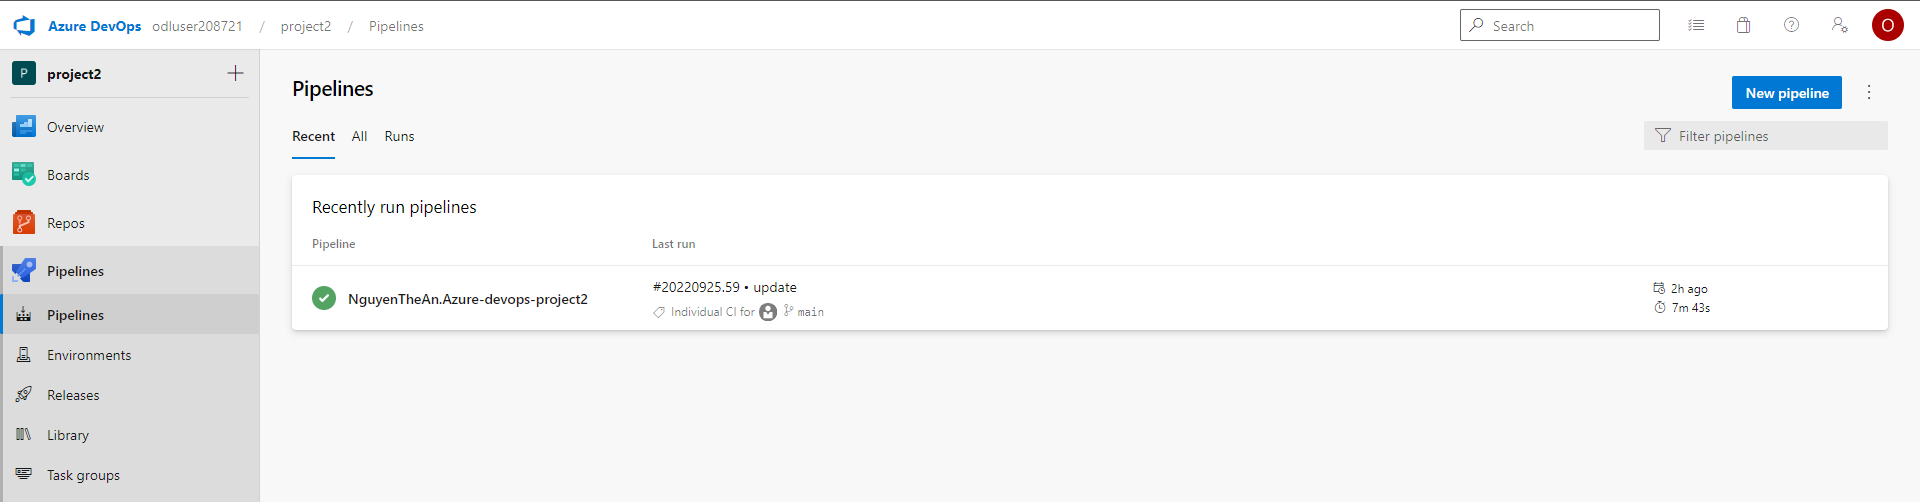 Azure DevOps odluser208721 / project2 / Pipelines
Search
O
P project2
Overview
Boards
Repos
Pipelines
Pipelines
Environments
Releases
Library
Task groups
Pipelines
New pipeline
Recent All Runs
Filter pipelines
Recently run pipelines
Pipeline Last run
NguyenTheAn.Azure-devops-project2
#20220925.59 • update
Individual CI for main
2h ago
7m 43s